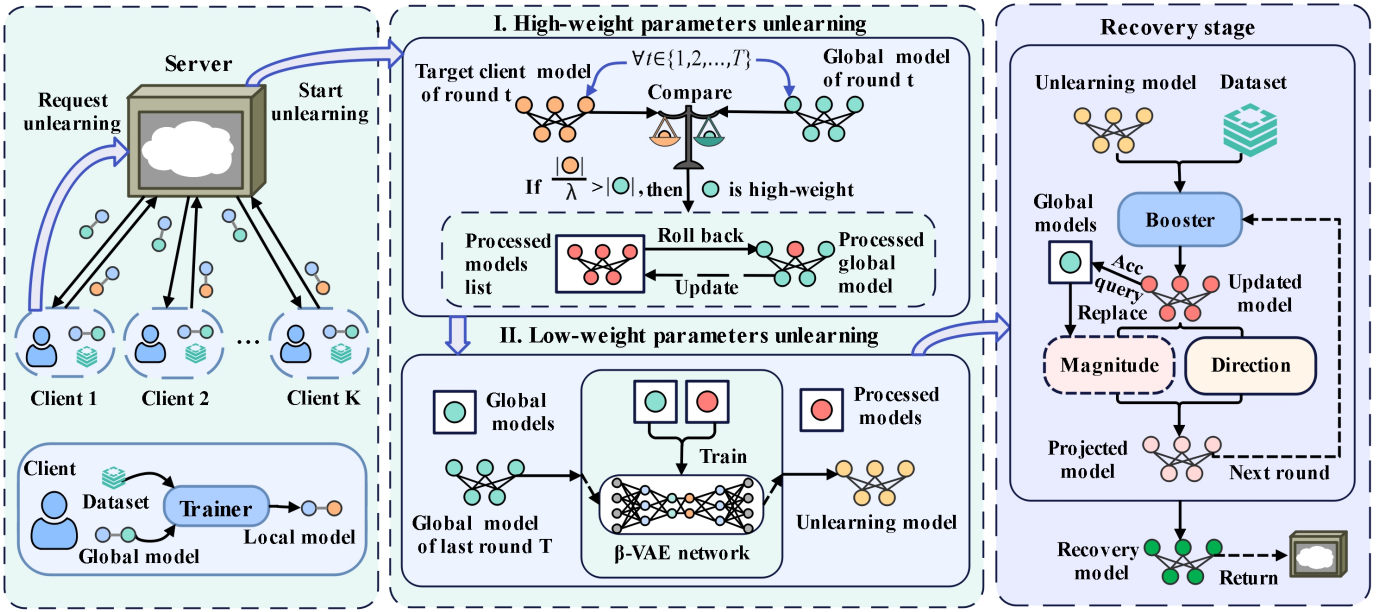 Server
Request
unlearning
Start
unlearning
Client 1
Client 2
...
Client K
Client
Dataset
Trainer
Global model
Local model
I. High-weight parameters unlearning
Target client model
of round t
∀t∈{1,2,...,T}
Global model
of round t
Compare
If | |/λ >| |, then is high-weight
Processed
models
list
Roll back
Update
Processed
global
model
II. Low-weight parameters unlearning
Global
models
Processed
models
Train
Global model
of last round T
β-VAE network
Unlearning model
Recovery stage
Unlearning model
Dataset
Global
models
Booster
Acc
query
Replace
Updated
model
Magnitude
Direction
Projected
model
Next round
Recovery
model
Return